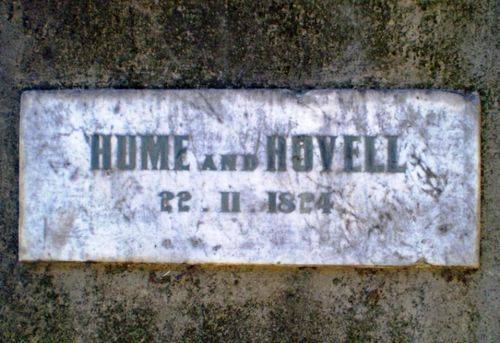 HUME AND HOVELL
22 . 11 . 1824